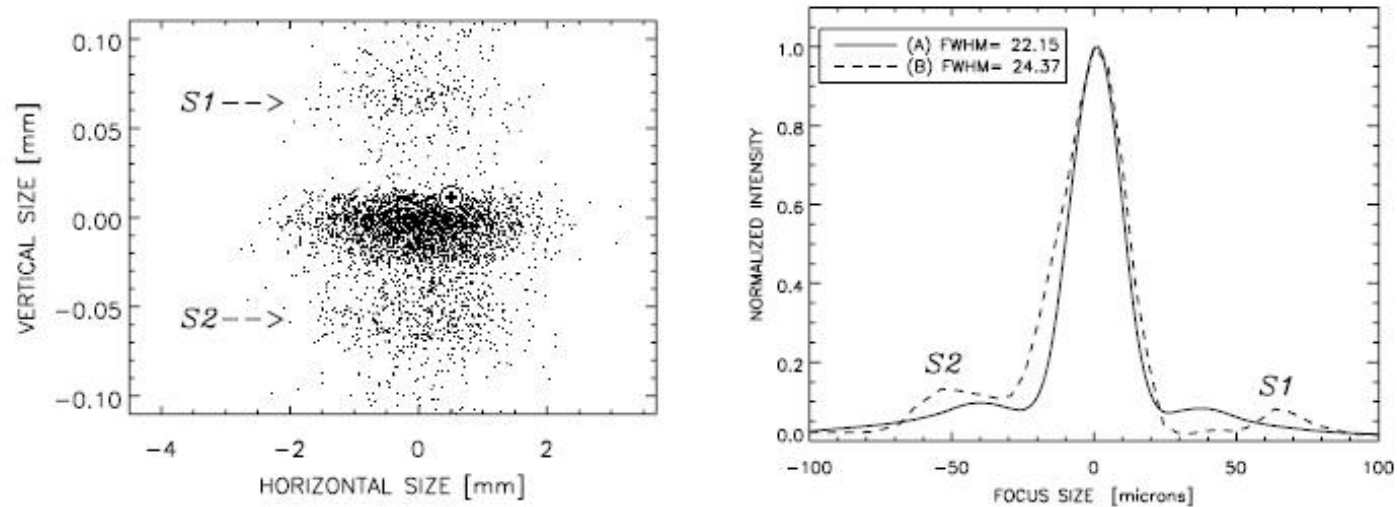 VERTICAL SIZE [mm]
0.10
0.05
0.00
−0.05
−0.10
S1−−>
S2−−>
−4
−2
0
2
HORIZONTAL SIZE [mm]
NORMALIZED INTENSITY
1.0
0.8
0.6
0.4
0.2
0.0
(A) FWHM= 22.15
(B) FWHM= 24.37
S2
S1
−100
−50
0
50
100
FOCUS SIZE [microns]